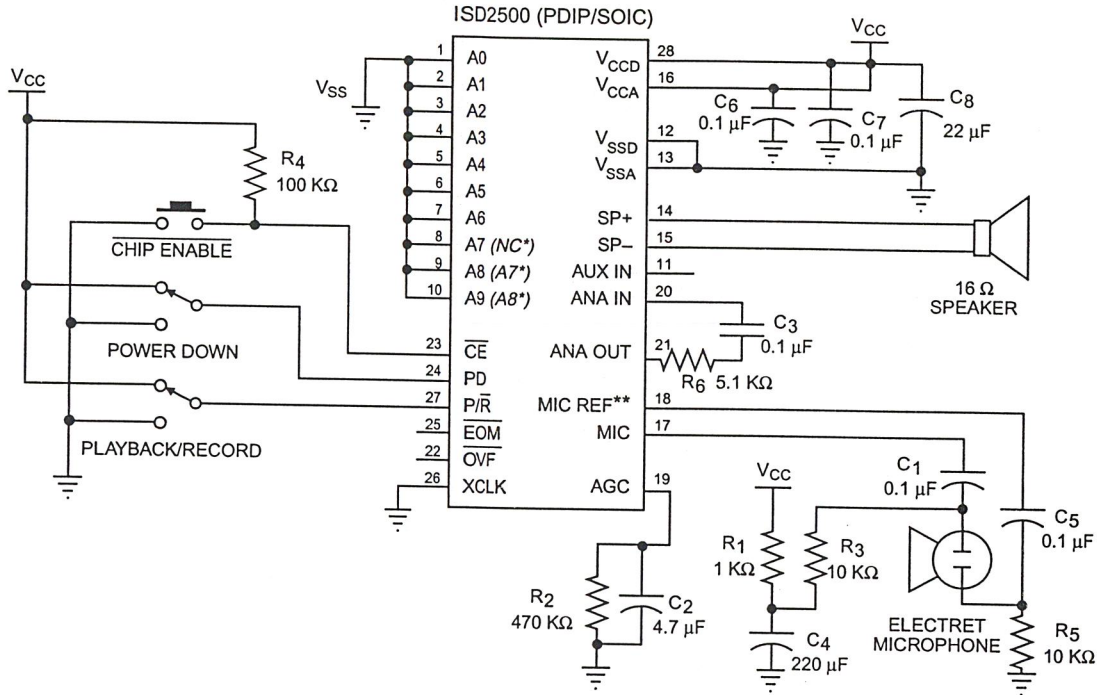 ISD2500 (PDIP/SOIC)
VCC
R4
100 KΩ
CHIP ENABLE
POWER DOWN
PLAYBACK/RECORD
VSS
1 A0
2 A1
3 A2
4 A3
5 A4
6 A5
7 A6
8 A7 (NC*)
9 A8 (A7*)
10 A9 (A8*)
23 CE
24 PD
27 P/R
25 EOM
22 OVF
26 XCLK
VCCD 28
VCCA 16
VSSD 12
VSSA 13
SP+ 14
SP– 15
AUX IN 11
ANA IN 20
ANA OUT 21
MIC REF** 18
MIC 17
AGC 19
VCC
C6
0.1 µF
C7
0.1 µF
C8
22 µF
16 Ω
SPEAKER
C3
0.1 µF
R6 5.1 KΩ
R2
470 KΩ
C2
4.7 µF
VCC
R1
1 KΩ
R3
10 KΩ
C4
220 µF
C1
0.1 µF
C5
0.1 µF
ELECTRET
MICROPHONE
R5
10 KΩ